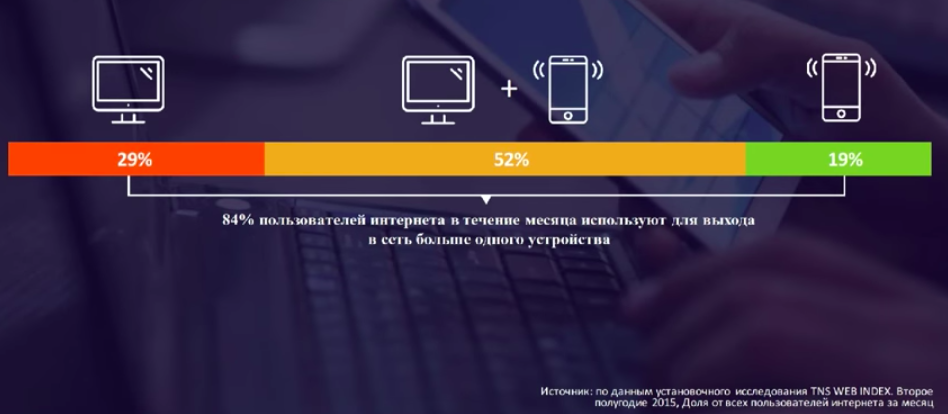 +
29%
52%
19%
84% пользователей интернета в течение месяца используют для выхода
в сеть больше одного устройства
Источник: по данным установочного исследования TNS WEB INDEX. Второе
полугодие 2015, Доля от всех пользователей интернета за месяц